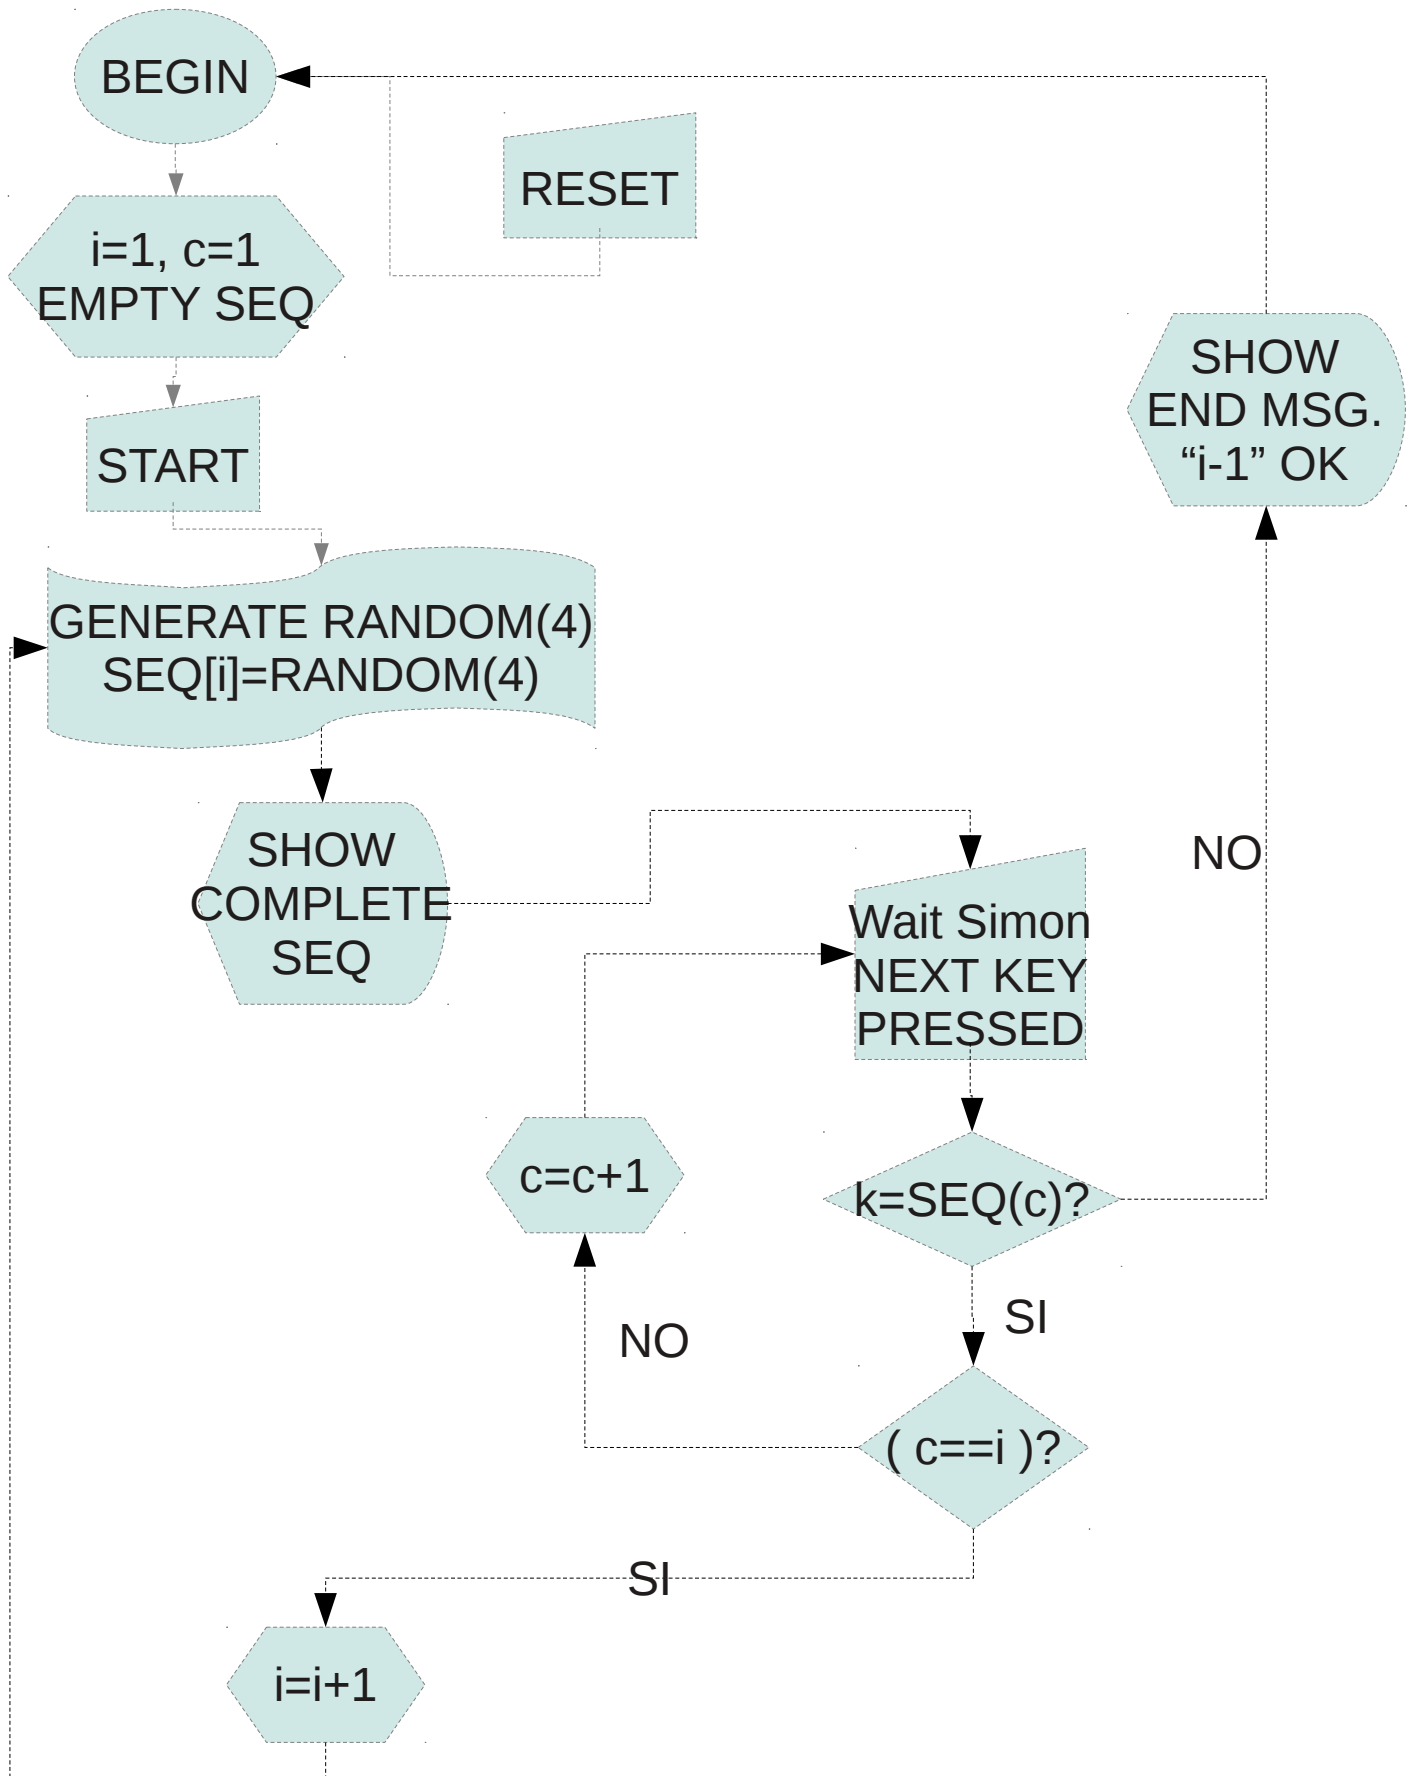 BEGIN
RESET
i=1, c=1
EMPTY SEQ
START
SHOW
END MSG.
“i-1” OK
GENERATE RANDOM(4)
SEQ[i]=RANDOM(4)
SHOW
COMPLETE
SEQ
NO
Wait Simon
NEXT KEY
PRESSED
c=c+1
k=SEQ(c)?
SI
NO
( c==i )?
SI
i=i+1